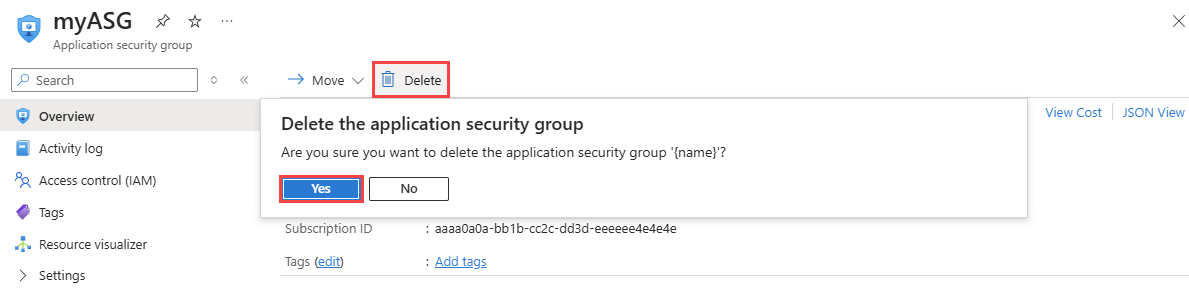 myASG
Application security group
Search
Move
Delete
Overview
Activity log
Access control (IAM)
Tags
Resource visualizer
Settings
View Cost
JSON View
Delete the application security group
Are you sure you want to delete the application security group '{name}'?
Yes
No
Subscription ID : aaaa0a0a-bb1b-cc2c-dd3d-eeeeee4e4e4e
Tags (edit) : Add tags